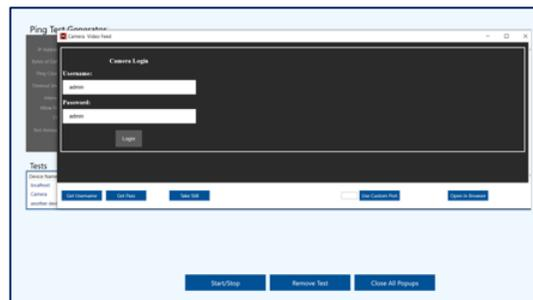 Ping Test Generator
Camera Video Feed
Camera Login
Username:
admin
Password:
admin
Login
Tests
Device Name
localhost
Camera
another
Get Username
Get Pass
Take Still
Use Custom Port
Open in Browser
Start/Stop
Remove Test
Close All Popups